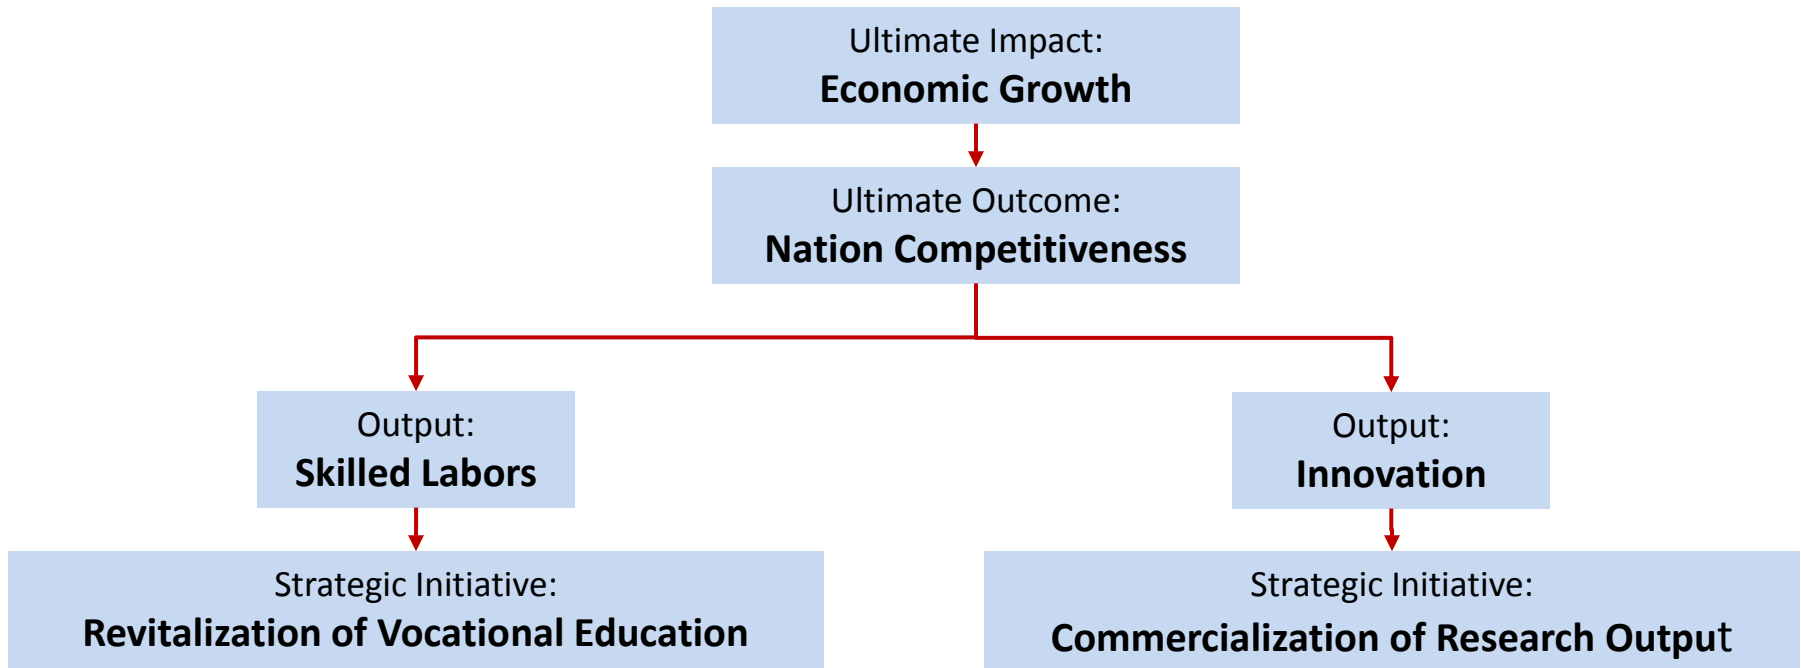 Ultimate Impact:
Economic Growth
Ultimate Outcome:
Nation Competitiveness
Output:
Skilled Labors
Output:
Innovation
Strategic Initiative:
Revitalization of Vocational Education
Strategic Initiative:
Commercialization of Research Output